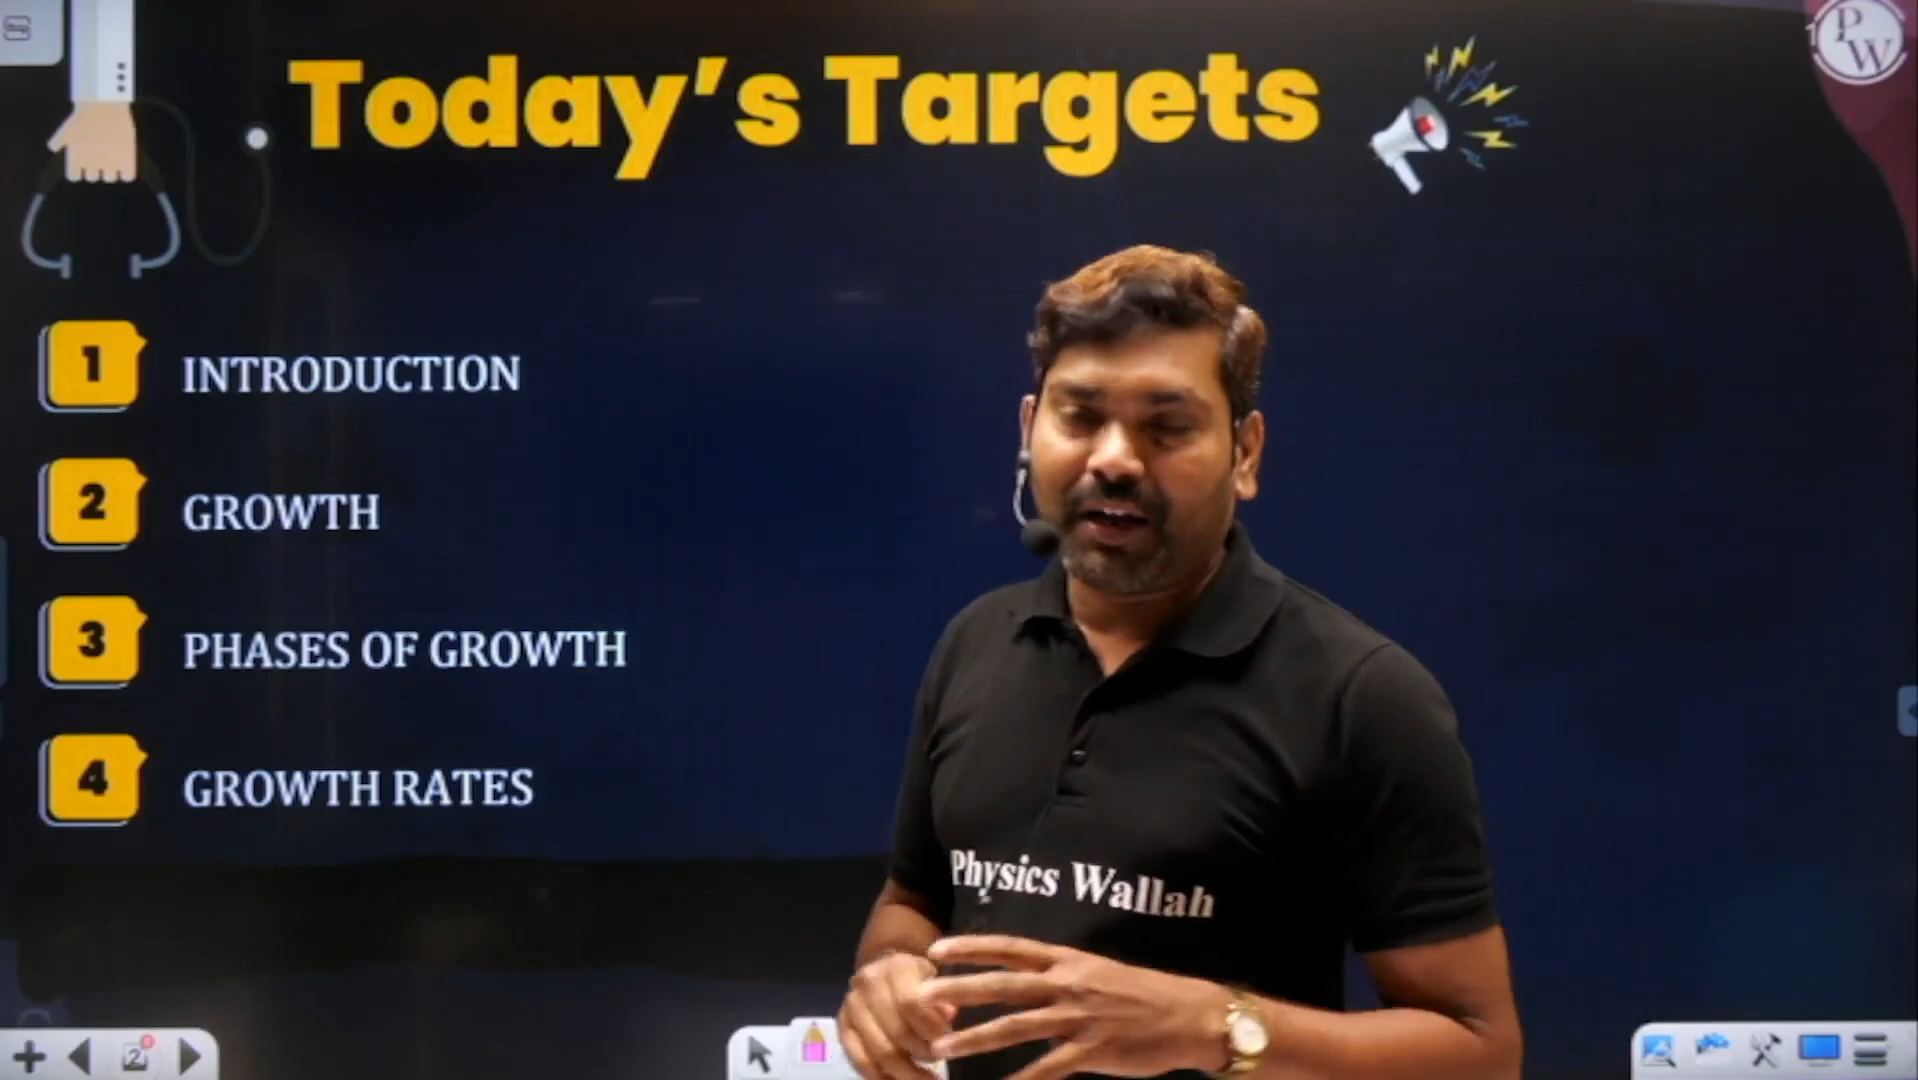 Today's Targets
PW
1 INTRODUCTION
2 GROWTH
3 PHASES OF GROWTH
4 GROWTH RATES
Physics Wallah
2